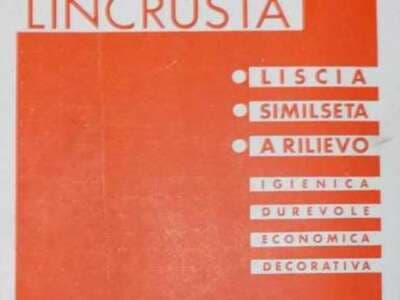 LINCRUSTA
LISCIA
SIMILSETA
A RILIEVO
IGIENICA
DUREVOLE
ECONOMICA
DECORATIVA